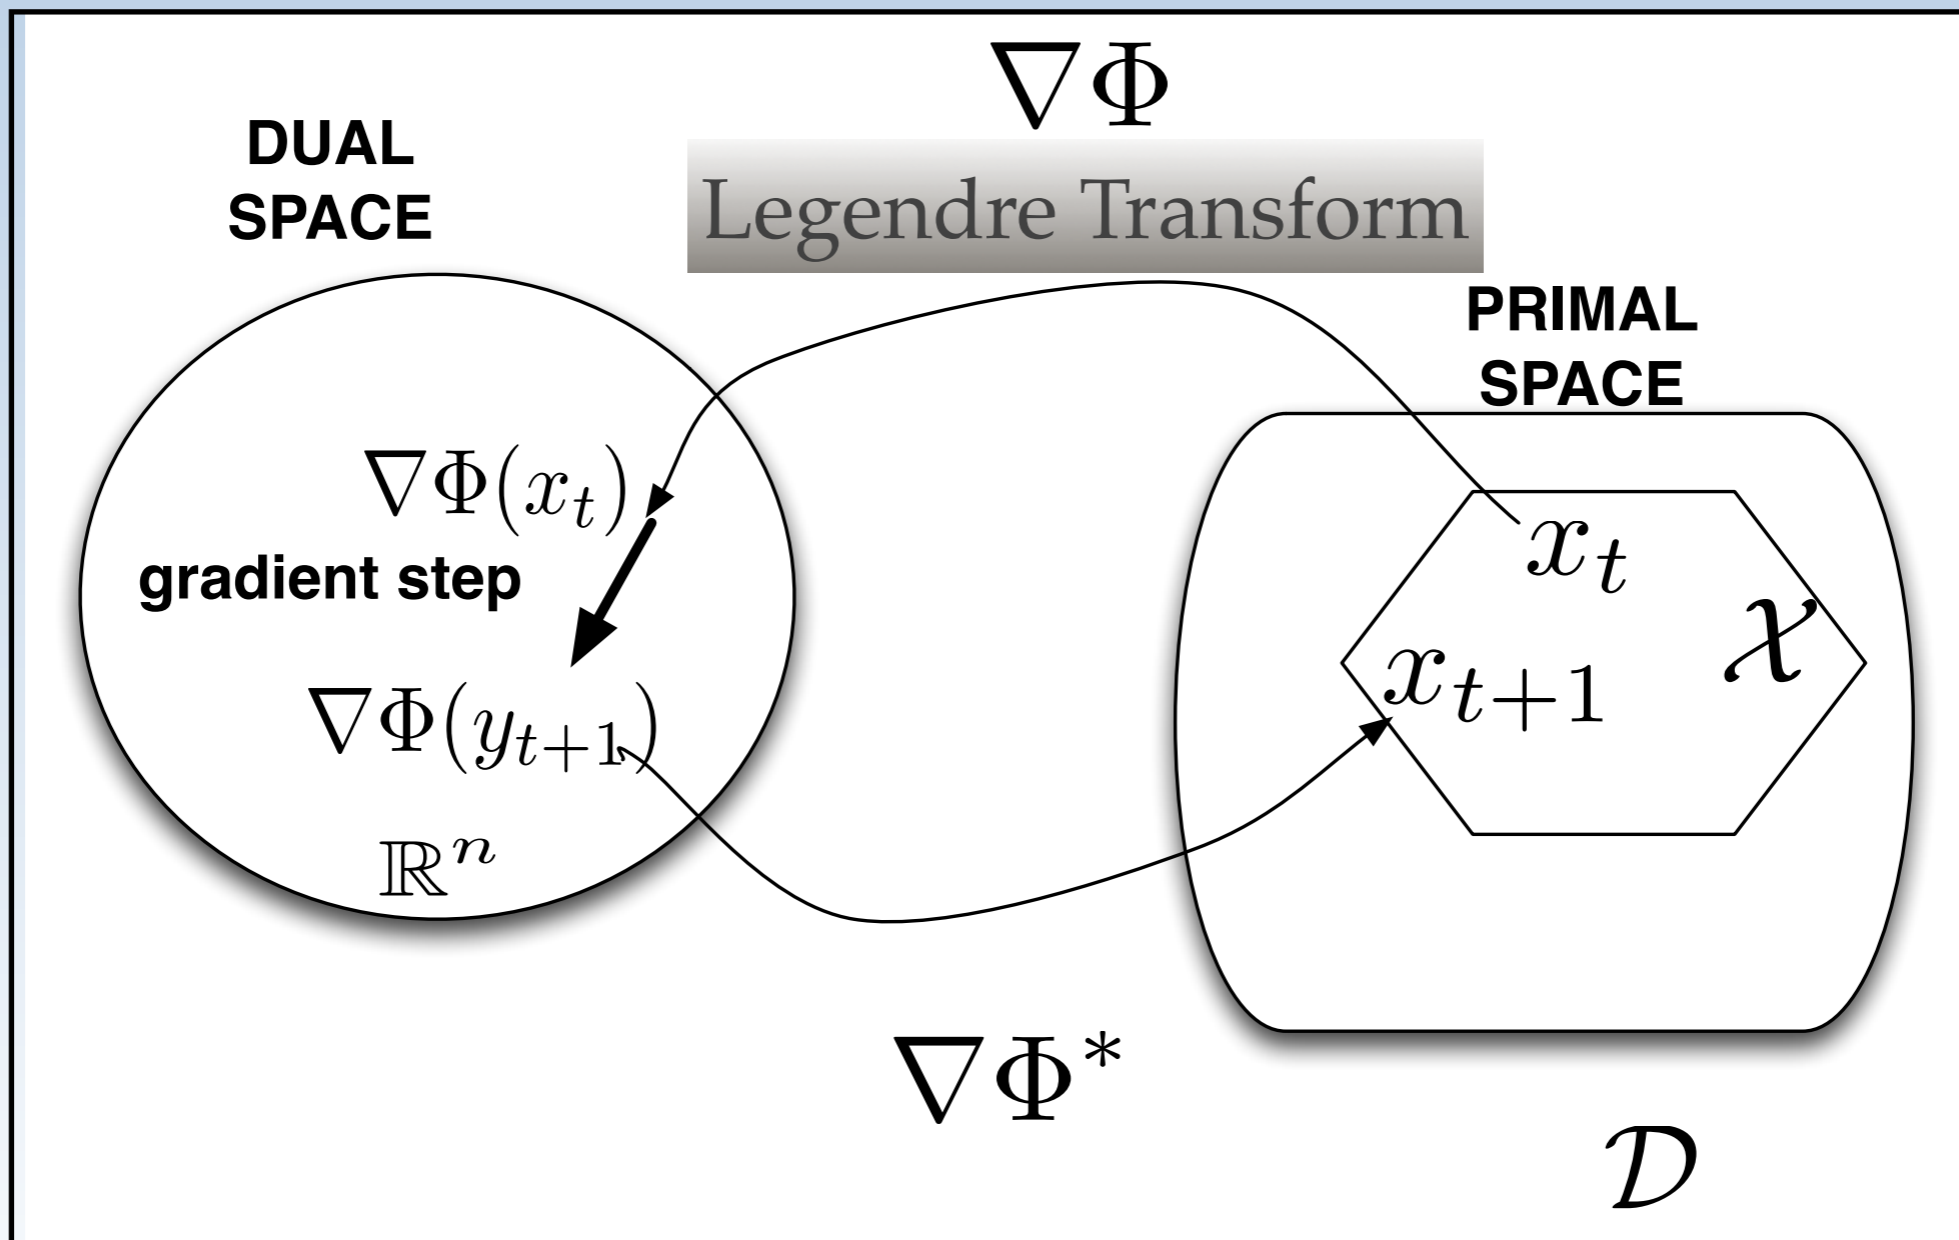 ∇Φ
DUAL
SPACE
Legendre Transform
PRIMAL
SPACE
∇Φ(x_t)
x_t
gradient step
𝒳
x_{t+1}
∇Φ(y_{t+1})
ℝ^n
∇Φ*
𝒟